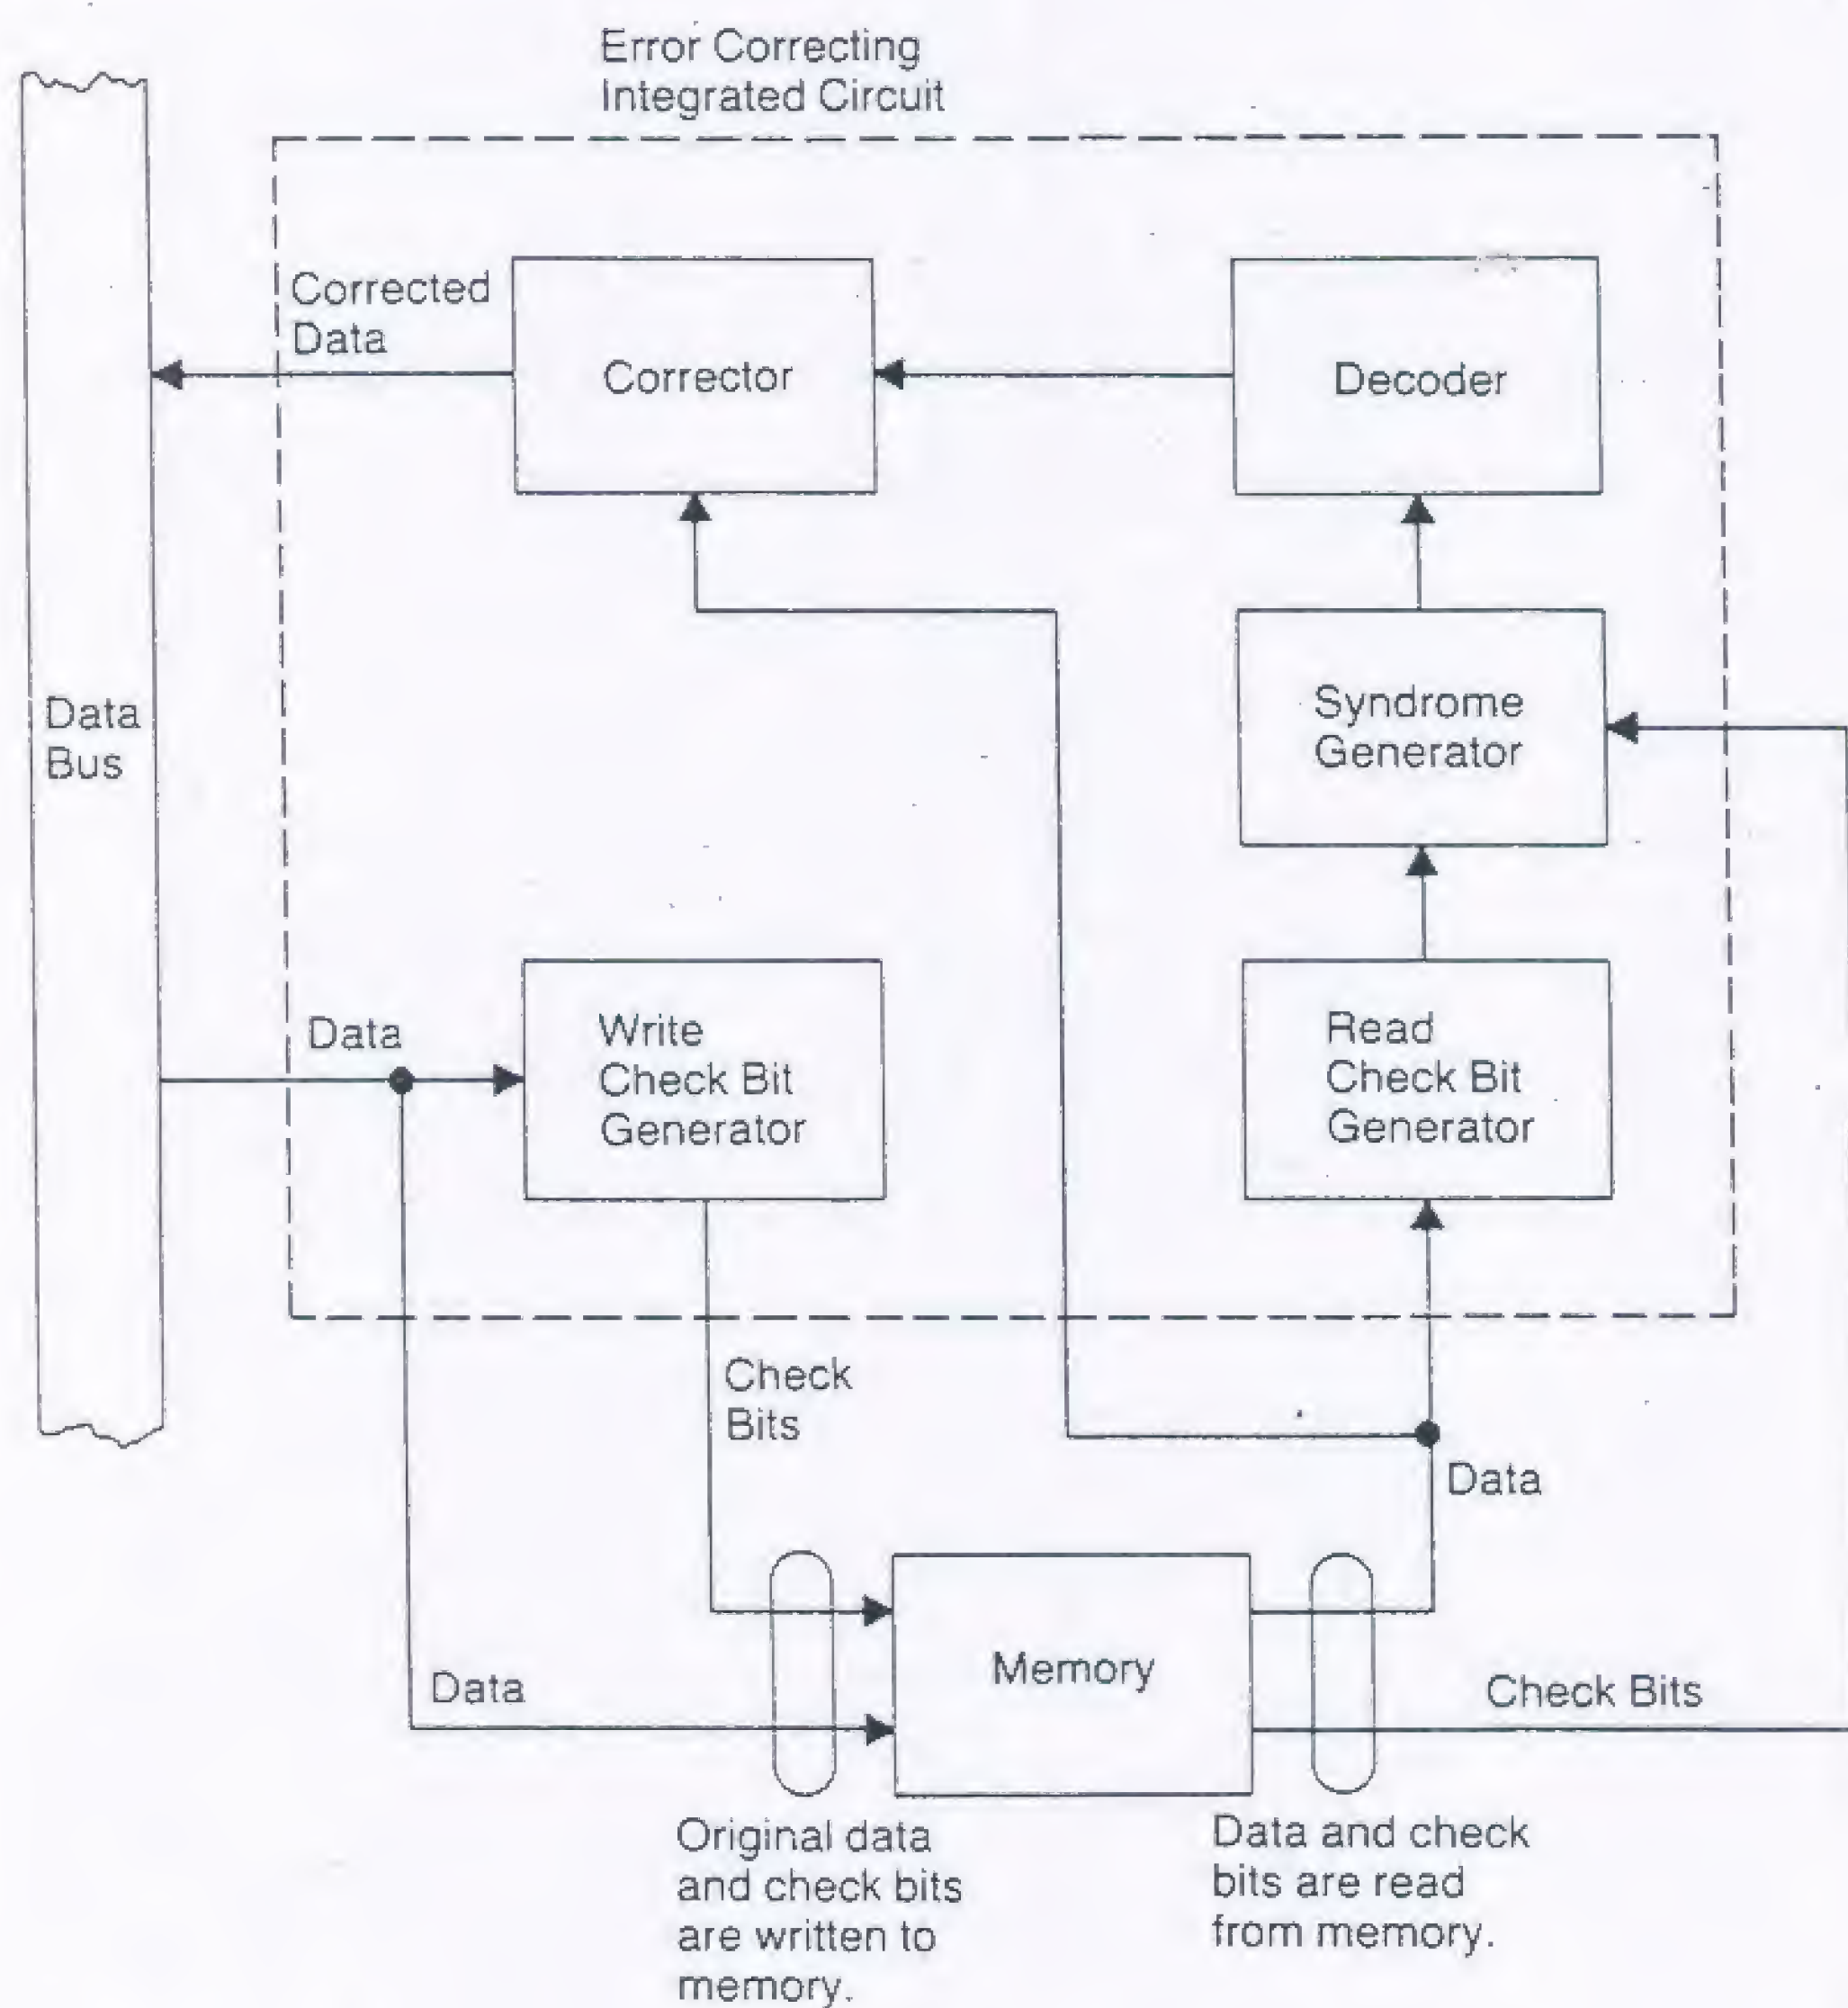 Error Correcting
Integrated Circuit
Corrected
Data
Corrector
Decoder
Data
Bus
Syndrome
Generator
Data
Write
Check Bit
Generator
Read
Check Bit
Generator
Check
Bits
Data
Memory
Data
Check Bits
Original data
and check bits
are written to
memory.
Data and check
bits are read
from memory.